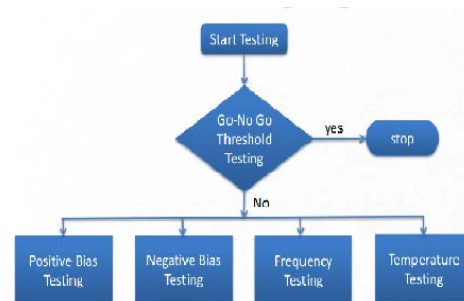 Start Testing
Go-No Go
Threshold
Testing
yes
stop
No
Positive Bias
Testing
Negative Bias
Testing
Frequency
Testing
Temperature
Testing